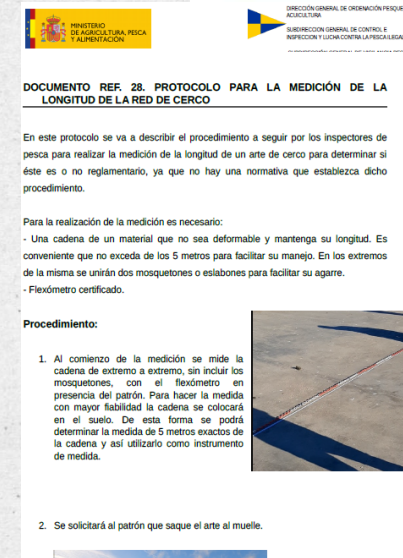 MINISTERIO
DE AGRICULTURA, PESCA
Y ALIMENTACIÓN
DIRECCIÓN GENERAL DE ORDENACIÓN PESQUE
ACUICULTURA
SUBDIRECCION GENERAL DE CONTROL E
INSPECCION Y LUCHA CONTRA LA PESCA ILEGAL
DOCUMENTO REF. 28. PROTOCOLO PARA LA MEDICIÓN DE LA
LONGITUD DE LA RED DE CERCO
En este protocolo se va a describir el procedimiento a seguir por los inspectores de
pesca para realizar la medición de la longitud de un arte de cerco para determinar si
éste es o no reglamentario, ya que no hay una normativa que establezca dicho
procedimiento.
Para la realización de la medición es necesario:
- Una cadena de un material que no sea deformable y mantenga su longitud. Es
conveniente que no exceda de los 5 metros para facilitar su manejo. En los extremos
de la misma se unirán dos mosquetones o eslabones para facilitar su agarre.
- Flexómetro certificado.
Procedimiento:
1. Al comienzo de la medición se mide la
cadena de extremo a extremo, sin incluir los
mosquetones, con el flexómetro en
presencia del patrón. Para hacer la medida
con mayor fiabilidad la cadena se colocará
en el suelo. De esta forma se podrá
determinar la medida de 5 metros exactos de
la cadena y así utilizarlo como instrumento
de medida.
2. Se solicitará al patrón que saque el arte al muelle.